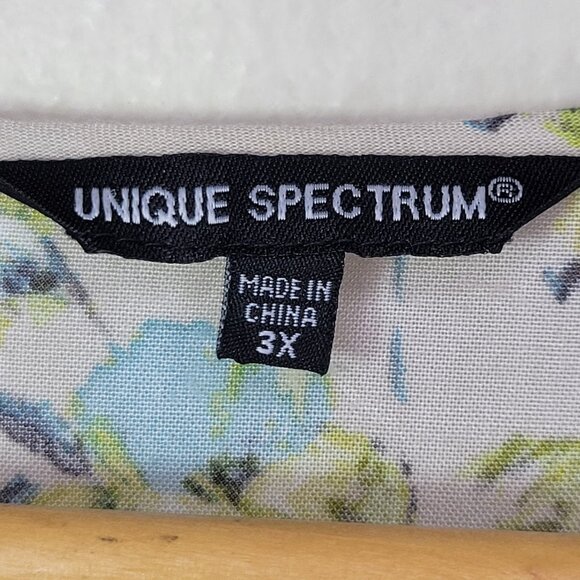 UNIQUE SPECTRUM®
MADE IN
CHINA
3X